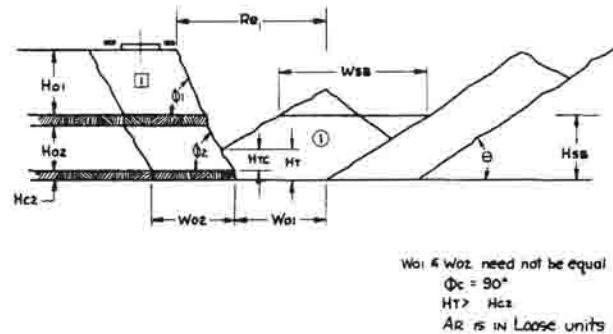 Re₁
WSB
HO1
1
Φ1
HO2
Φ2
HTC
HT
1
θ
HSB
HC2
WO2
WO1
WO1 & WO2 need not be equal
Φc = 90°
HT > HC2
AR IS IN Loose units